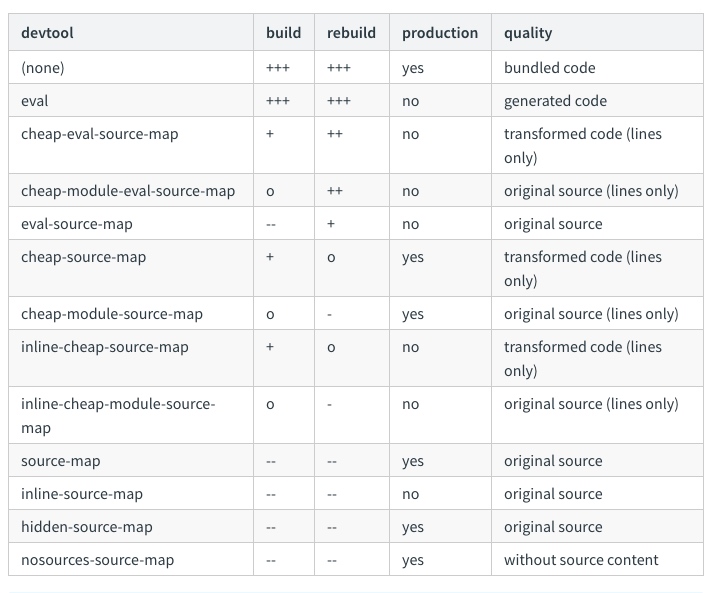 devtool build rebuild production quality
(none) +++ +++ yes bundled code
eval +++ +++ no generated code
cheap-eval-source-map + ++ no transformed code (lines
only)
cheap-module-eval-source-map o ++ no original source (lines only)
eval-source-map -- + no original source
cheap-source-map + o yes transformed code (lines
only)
cheap-module-source-map o - yes original source (lines only)
inline-cheap-source-map + o no transformed code (lines
only)
inline-cheap-module-source- o - no original source (lines only)
map
source-map -- -- yes original source
inline-source-map -- -- no original source
hidden-source-map -- -- yes original source
nosources-source-map -- -- yes without source content